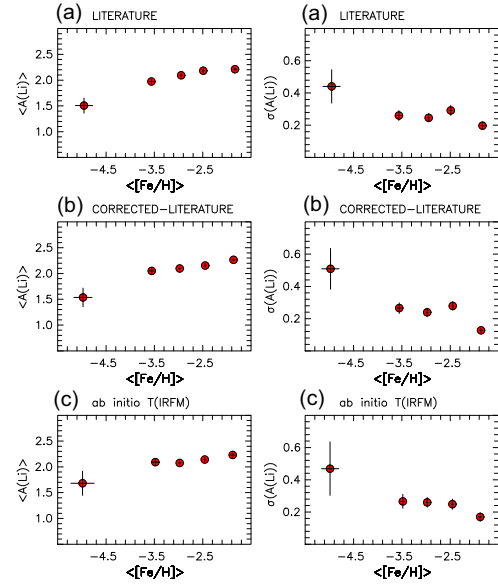 (a) LITERATURE
<A(Li)>
2.5
2.0
1.5
1.0
−4.5 −3.5 −2.5
<[Fe/H]>
(a) LITERATURE
σ(A(Li))
0.6
0.4
0.2
−4.5 −3.5 −2.5
<[Fe/H]>
(b) CORRECTED−LITERATURE
<A(Li)>
2.5
2.0
1.5
1.0
−4.5 −3.5 −2.5
<[Fe/H]>
(b) CORRECTED−LITERATURE
σ(A(Li))
0.6
0.4
0.2
−4.5 −3.5 −2.5
<[Fe/H]>
(c) ab initio T(IRFM)
<A(Li)>
2.5
2.0
1.5
1.0
−4.5 −3.5 −2.5
<[Fe/H]>
(c) ab initio T(IRFM)
σ(A(Li))
0.6
0.4
0.2
−4.5 −3.5 −2.5
<[Fe/H]>